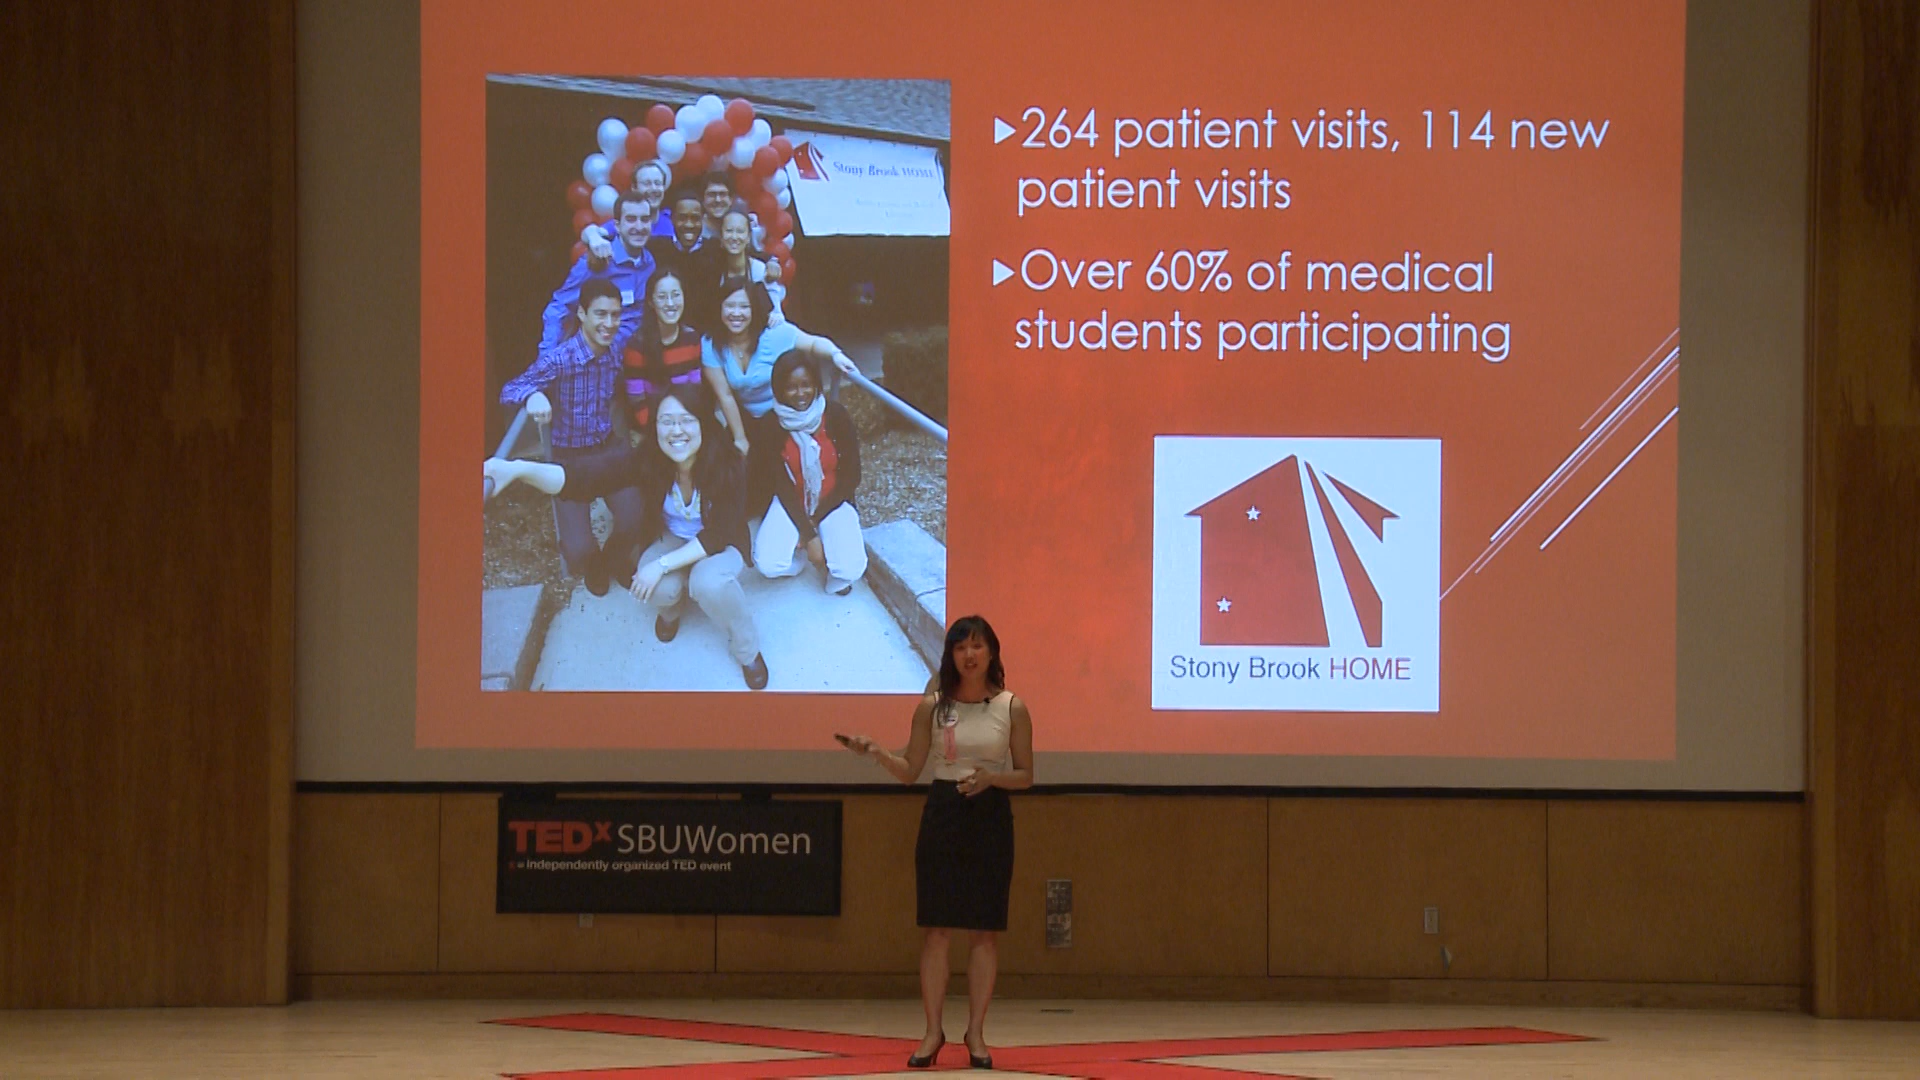 Stony Brook HOME
▸264 patient visits, 114 new
patient visits
▸Over 60% of medical
students participating
Stony Brook HOME
TEDx SBUWomen
independently organized TED event